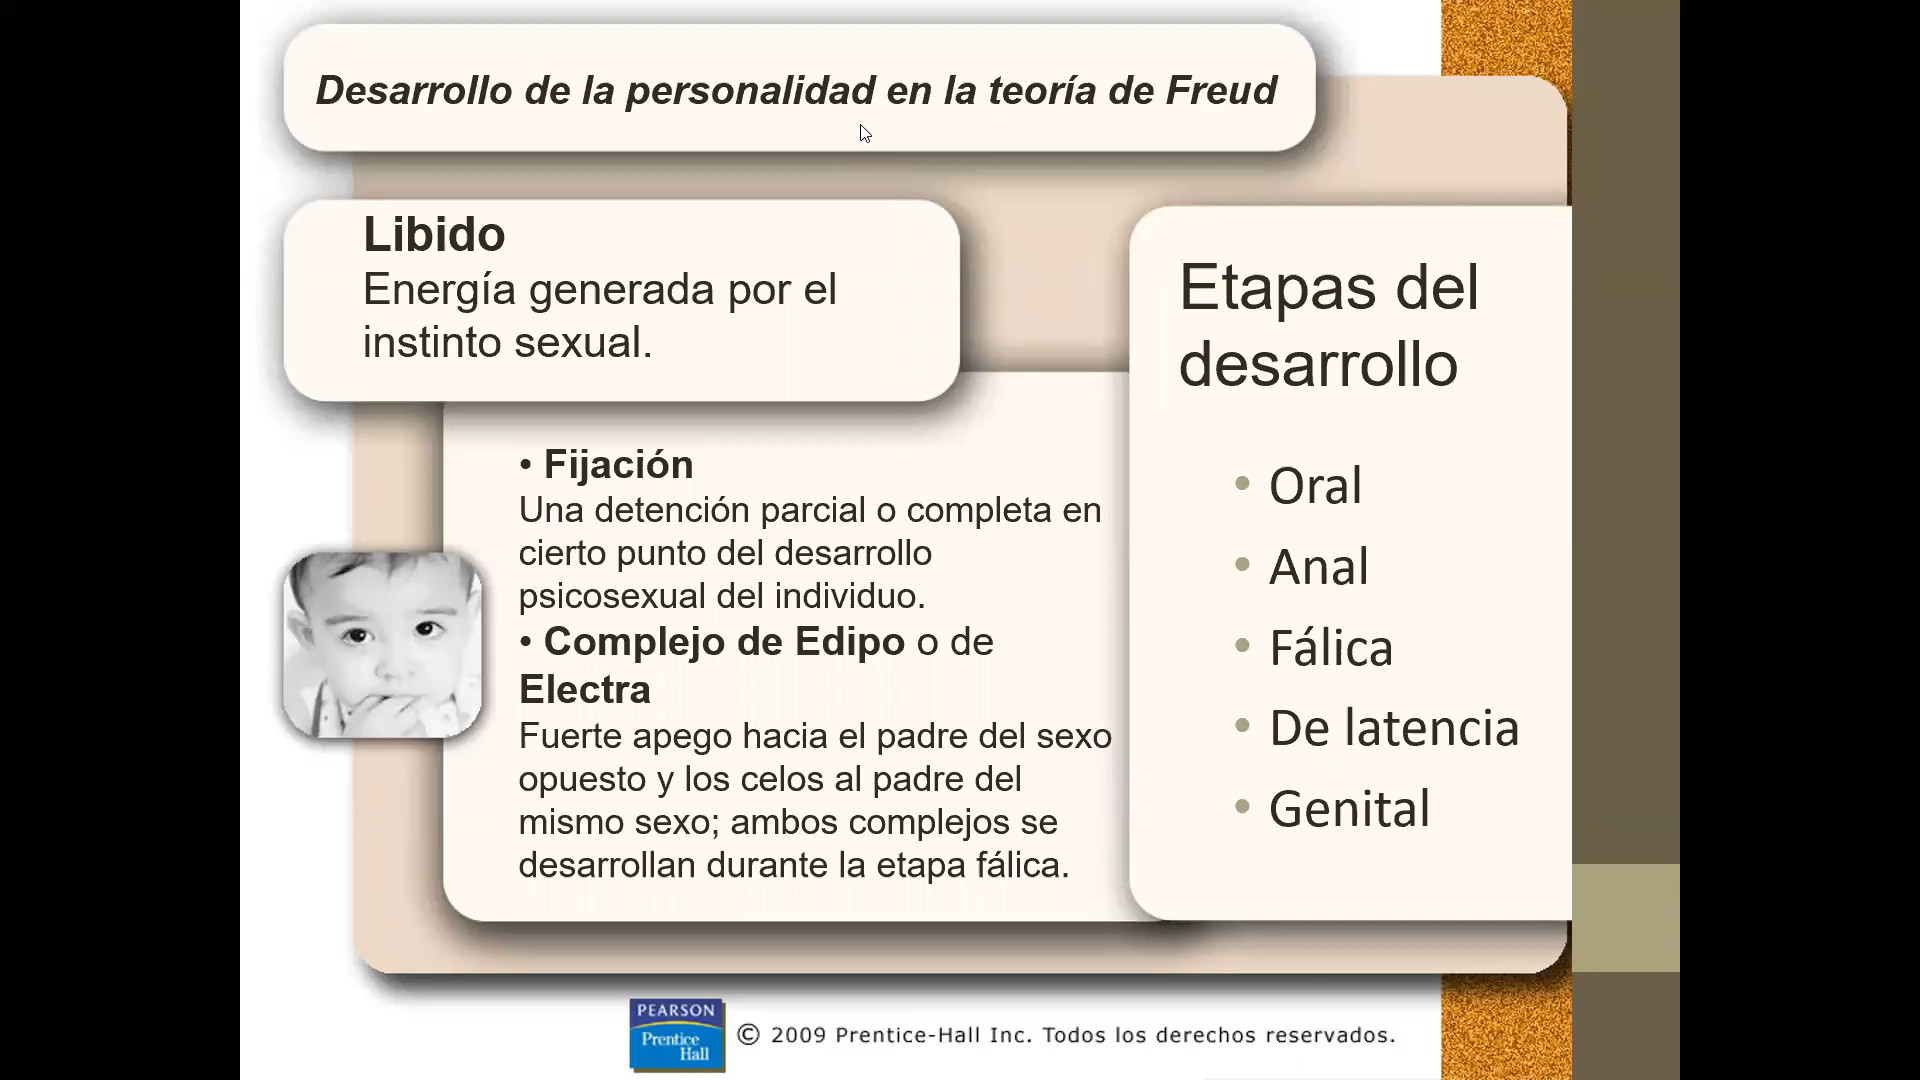 Desarrollo de la personalidad en la teoría de Freud
Libido
Energía generada por el
instinto sexual.
• Fijación
Una detención parcial o completa en
cierto punto del desarrollo
psicosexual del individuo.
• Complejo de Edipo o de
Electra
Fuerte apego hacia el padre del sexo
opuesto y los celos al padre del
mismo sexo; ambos complejos se
desarrollan durante la etapa fálica.
Etapas del
desarrollo
• Oral
• Anal
• Fálica
• De latencia
• Genital
PEARSON
Prentice
Hall
© 2009 Prentice-Hall Inc. Todos los derechos reservados.